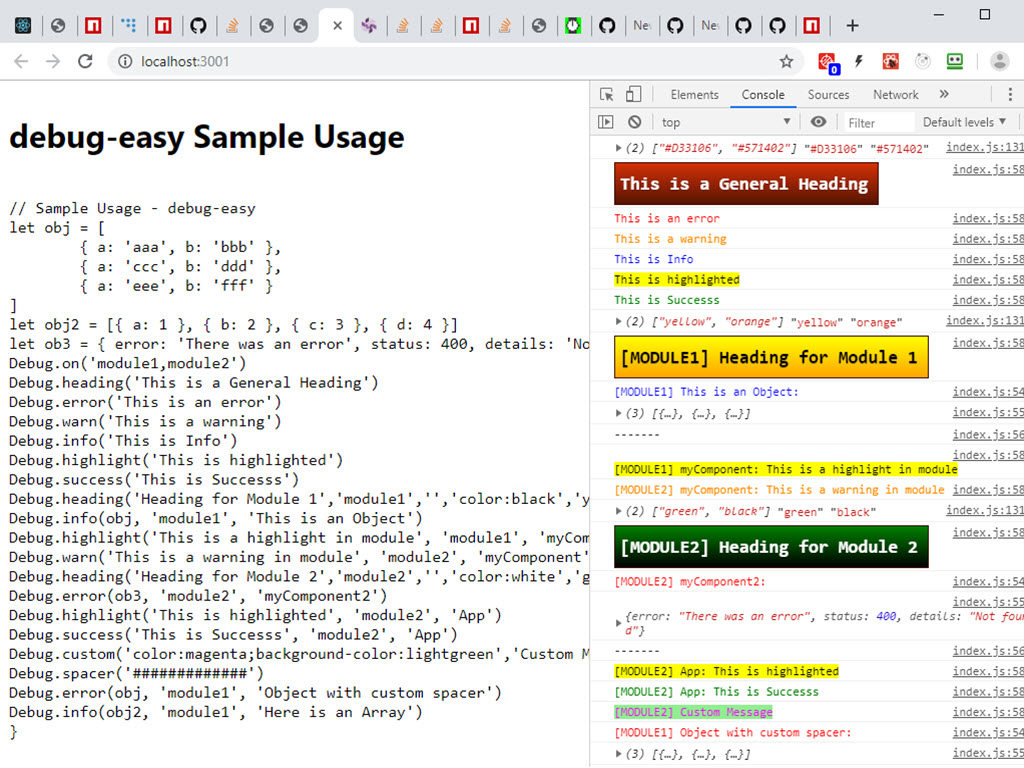 Ne
Ne
localhost:3001
0
debug-easy Sample Usage
// Sample Usage - debug-easy
let obj = [
{ a: 'aaa', b: 'bbb' },
{ a: 'ccc', b: 'ddd' },
{ a: 'eee', b: 'fff' }
]
let obj2 = [{ a: 1 }, { b: 2 }, { c: 3 }, { d: 4 }]
let ob3 = { error: 'There was an error', status: 400, details: 'No
Debug.on('module1,module2')
Debug.heading('This is a General Heading')
Debug.error('This is an error')
Debug.warn('This is a warning')
Debug.info('This is Info')
Debug.highlight('This is highlighted')
Debug.success('This is Successs')
Debug.heading('Heading for Module 1','module1','','color:black','y
Debug.info(obj, 'module1', 'This is an Object')
Debug.highlight('This is a highlight in module', 'module1', 'myCom
Debug.warn('This is a warning in module', 'module2', 'myComponent'
Debug.heading('Heading for Module 2','module2','','color:white','g
Debug.error(ob3, 'module2', 'myComponent2')
Debug.highlight('This is highlighted', 'module2', 'App')
Debug.success('This is Successs', 'module2', 'App')
Debug.custom('color:magenta;background-color:lightgreen','Custom M
Debug.spacer('#############')
Debug.error(obj, 'module1', 'Object with custom spacer')
Debug.info(obj2, 'module1', 'Here is an Array')
}
Elements Console Sources Network »
top Filter Default levels ▼
(2) ["#D33106", "#571402"] "#D33106" "#571402" index.js:131
This is a General Heading index.js:58
This is an error index.js:58
This is a warning index.js:58
This is Info index.js:58
This is highlighted index.js:58
This is Successs index.js:58
(2) ["yellow", "orange"] "yellow" "orange" index.js:131
[MODULE1] Heading for Module 1 index.js:58
[MODULE1] This is an Object: index.js:54
(3) [{…}, {…}, {…}] index.js:55
------- index.js:56
index.js:58
[MODULE1] myComponent: This is a highlight in module
[MODULE2] myComponent: This is a warning in module index.js:58
(2) ["green", "black"] "green" "black" index.js:131
[MODULE2] Heading for Module 2 index.js:58
[MODULE2] myComponent2: index.js:54
index.js:55
{error: "There was an error", status: 400, details: "Not foun
d"}
------- index.js:56
[MODULE2] App: This is highlighted index.js:58
[MODULE2] App: This is Successs index.js:58
[MODULE2] Custom Message index.js:58
[MODULE1] Object with custom spacer: index.js:54
(3) [{…}, {…}, {…}] index.js:55